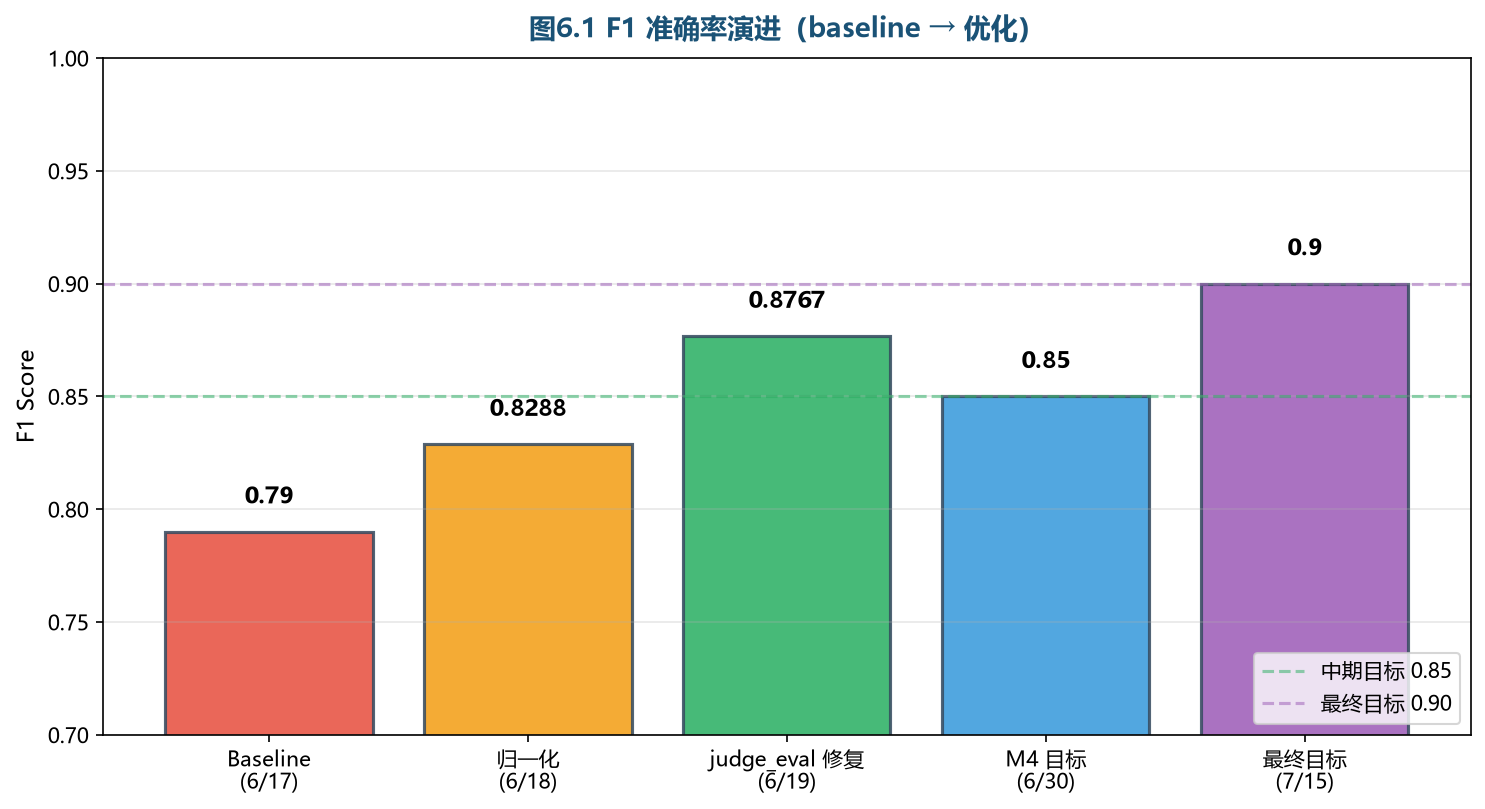 图6.1 F1 准确率演进（baseline → 优化）
1.00
0.95
0.90
0.85
0.80
0.75
0.70
F1 Score
0.79
0.8288
0.8767
0.85
0.9
中期目标 0.85
最终目标 0.90
Baseline
(6/17)
归一化
(6/18)
judge_eval 修复
(6/19)
M4 目标
(6/30)
最终目标
(7/15)